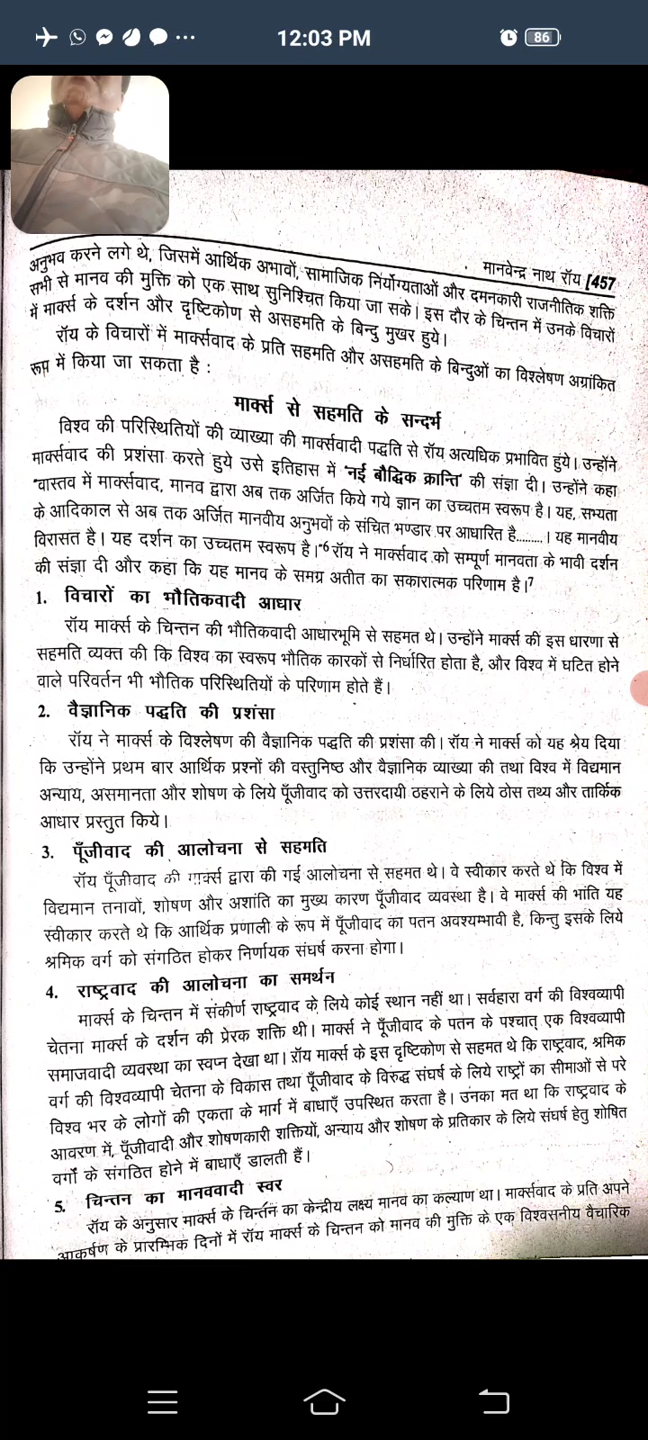 12:03 PM
86
मानवेन्द्र नाथ रॉय [457
अनुभव करने लगे थे, जिसमें आर्थिक अभावों, सामाजिक निर्योग्यताओं और दमनकारी राजनीतिक शक्ति
सभी से मानव की मुक्ति को एक साथ सुनिश्चित किया जा सके। इस दौर के चिन्तन में उनके विचारों
में मार्क्स के दर्शन और दृष्टिकोण से असहमति के बिन्दु मुखर हुये।
रॉय के विचारों में मार्क्सवाद के प्रति सहमति और असहमति के बिन्दुओं का विश्लेषण अग्रांकित
रूप में किया जा सकता है :
मार्क्स से सहमति के सन्दर्भ
विश्व की परिस्थितियों की व्याख्या की मार्क्सवादी पद्धति से रॉय अत्यधिक प्रभावित हुये। उन्होंने
मार्क्सवाद की प्रशंसा करते हुये उसे इतिहास में 'नई बौद्धिक क्रान्ति' की संज्ञा दी। उन्होंने कहा
"वास्तव में मार्क्सवाद, मानव द्वारा अब तक अर्जित किये गये ज्ञान का उच्चतम स्वरूप है। यह, सभ्यता
के आदिकाल से अब तक अर्जित मानवीय अनुभवों के संचित भण्डार पर आधारित है.........। यह मानवीय
विरासत है। यह दर्शन का उच्चतम स्वरूप है।"6 रॉय ने मार्क्सवाद को सम्पूर्ण मानवता के भावी दर्शन
की संज्ञा दी और कहा कि यह मानव के समग्र अतीत का सकारात्मक परिणाम है।7
1. विचारों का भौतिकवादी आधार
रॉय मार्क्स के चिन्तन की भौतिकवादी आधारभूमि से सहमत थे। उन्होंने मार्क्स की इस धारणा से
सहमति व्यक्त की कि विश्व का स्वरूप भौतिक कारकों से निर्धारित होता है, और विश्व में घटित होने
वाले परिवर्तन भी भौतिक परिस्थितियों के परिणाम होते हैं।
2. वैज्ञानिक पद्धति की प्रशंसा
रॉय ने मार्क्स के विश्लेषण की वैज्ञानिक पद्धति की प्रशंसा की। रॉय ने मार्क्स को यह श्रेय दिया
कि उन्होंने प्रथम बार आर्थिक प्रश्नों की वस्तुनिष्ठ और वैज्ञानिक व्याख्या की तथा विश्व में विद्यमान
अन्याय, असमानता और शोषण के लिये पूँजीवाद को उत्तरदायी ठहराने के लिये ठोस तथ्य और तार्किक
आधार प्रस्तुत किये।
3. पूँजीवाद की आलोचना से सहमति
रॉय पूँजीवाद की मार्क्स द्वारा की गई आलोचना से सहमत थे। वे स्वीकार करते थे कि विश्व में
विद्यमान तनावों, शोषण और अशांति का मुख्य कारण पूँजीवाद व्यवस्था है। वे मार्क्स की भांति यह
स्वीकार करते थे कि आर्थिक प्रणाली के रूप में पूँजीवाद का पतन अवश्यम्भावी है, किन्तु इसके लिये
श्रमिक वर्ग को संगठित होकर निर्णायक संघर्ष करना होगा।
4. राष्ट्रवाद की आलोचना का समर्थन
मार्क्स के चिन्तन में संकीर्ण राष्ट्रवाद के लिये कोई स्थान नहीं था। सर्वहारा वर्ग की विश्वव्यापी
चेतना मार्क्स के दर्शन की प्रेरक शक्ति थी। मार्क्स ने पूँजीवाद के पतन के पश्चात् एक विश्वव्यापी
समाजवादी व्यवस्था का स्वप्न देखा था। रॉय मार्क्स के इस दृष्टिकोण से सहमत थे कि राष्ट्रवाद, श्रमिक
वर्ग की विश्वव्यापी चेतना के विकास तथा पूँजीवाद के विरुद्ध संघर्ष के लिये राष्ट्रों का सीमाओं से परे
विश्व भर के लोगों की एकता के मार्ग में बाधाएँ उपस्थित करता है। उनका मत था कि राष्ट्रवाद के
आवरण में, पूँजीवादी और शोषणकारी शक्तियों, अन्याय और शोषण के प्रतिकार के लिये संघर्ष हेतु शोषित
वर्गों के संगठित होने में बाधाएँ डालती हैं।
5. चिन्तन का मानववादी स्वर
रॉय के अनुसार मार्क्स के चिन्तन का केन्द्रीय लक्ष्य मानव का कल्याण था। मार्क्सवाद के प्रति अपने
आकर्षण के प्रारम्भिक दिनों में रॉय मार्क्स के चिन्तन को मानव की मुक्ति के एक विश्वसनीय वैचारिक